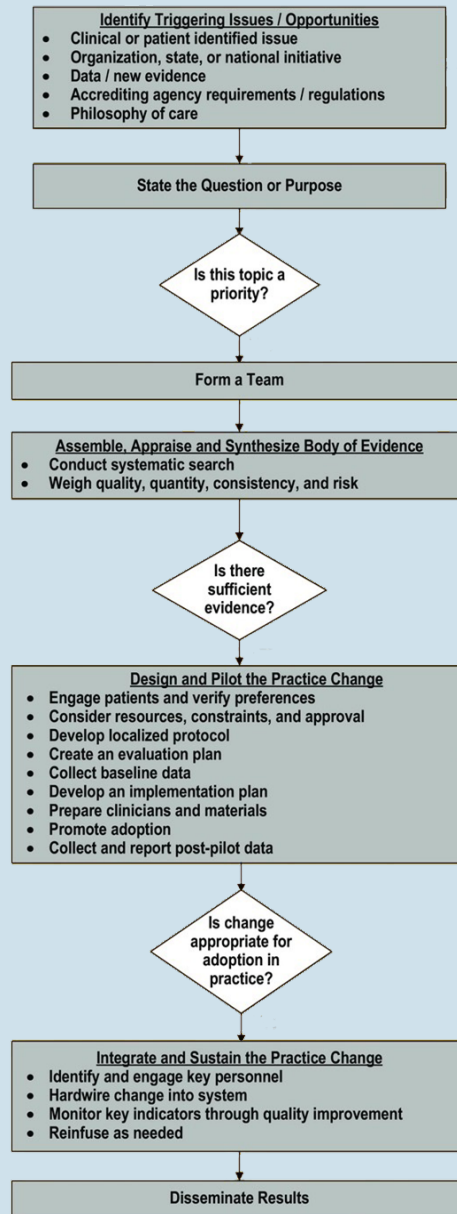 Identify Triggering Issues / Opportunities
• Clinical or patient identified issue
• Organization, state, or national initiative
• Data / new evidence
• Accrediting agency requirements / regulations
• Philosophy of care
State the Question or Purpose
Is this topic a
priority?
Form a Team
Assemble, Appraise and Synthesize Body of Evidence
• Conduct systematic search
• Weigh quality, quantity, consistency, and risk
Is there
sufficient
evidence?
Design and Pilot the Practice Change
• Engage patients and verify preferences
• Consider resources, constraints, and approval
• Develop localized protocol
• Create an evaluation plan
• Collect baseline data
• Develop an implementation plan
• Prepare clinicians and materials
• Promote adoption
• Collect and report post-pilot data
Is change
appropriate for
adoption in
practice?
Integrate and Sustain the Practice Change
• Identify and engage key personnel
• Hardwire change into system
• Monitor key indicators through quality improvement
• Reinfuse as needed
Disseminate Results